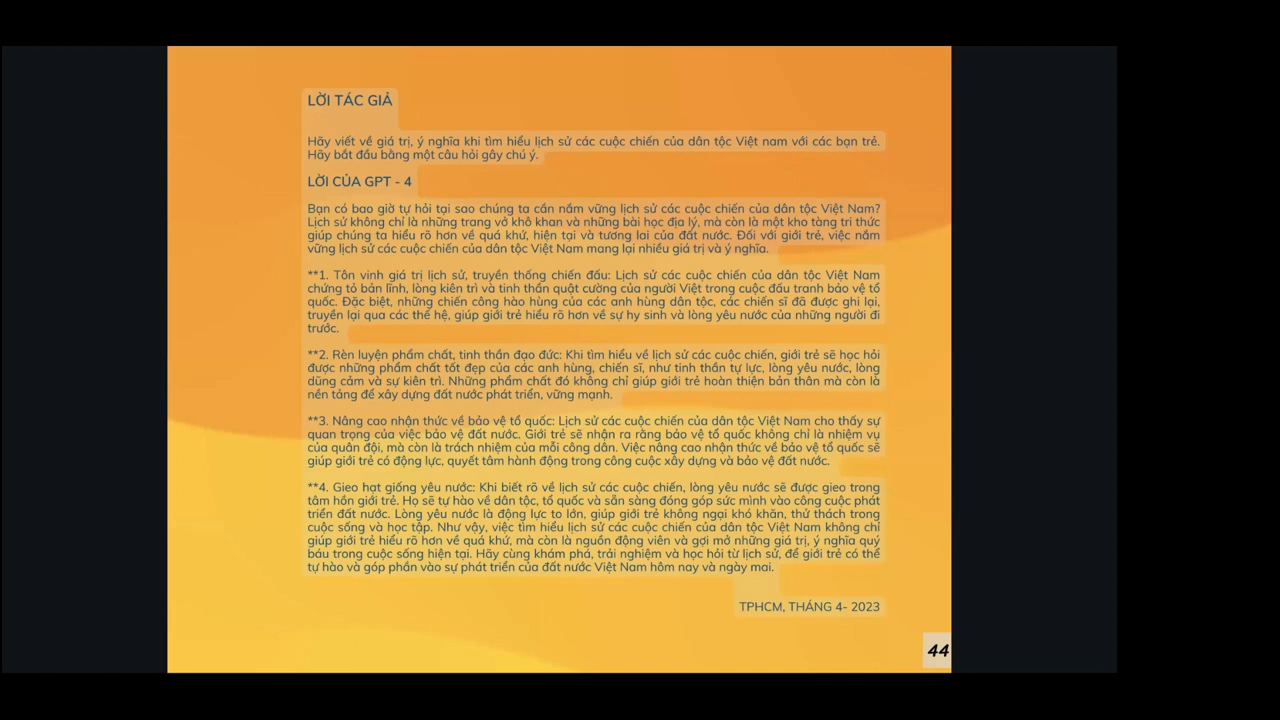 LỜI TÁC GIẢ
Hãy viết về giá trị, ý nghĩa khi tìm hiểu lịch sử các cuộc chiến của dân tộc Việt nam với các bạn trẻ.
Hãy bắt đầu bằng một câu hỏi gây chú ý.
LỜI CỦA GPT - 4
Bạn có bao giờ tự hỏi tại sao chúng ta cần nắm vững lịch sử các cuộc chiến của dân tộc Việt Nam?
Lịch sử không chỉ là những trang vở khô khan và những bài học địa lý, mà còn là một kho tàng tri thức
giúp chúng ta hiểu rõ hơn về quá khứ, hiện tại và tương lai của đất nước. Đối với giới trẻ, việc nắm
vững lịch sử các cuộc chiến của dân tộc Việt Nam mang lại nhiều giá trị và ý nghĩa.
**1. Tôn vinh giá trị lịch sử, truyền thống chiến đấu: Lịch sử các cuộc chiến của dân tộc Việt Nam
chứng tỏ bản lĩnh, lòng kiên trì và tinh thần quật cường của người Việt trong cuộc đấu tranh bảo vệ tổ
quốc. Đặc biệt, những chiến công hào hùng của các anh hùng dân tộc, các chiến sĩ đã được ghi lại,
truyền lại qua các thế hệ, giúp giới trẻ hiểu rõ hơn về sự hy sinh và lòng yêu nước của những người đi
trước.
**2. Rèn luyện phẩm chất, tinh thần đạo đức: Khi tìm hiểu về lịch sử các cuộc chiến, giới trẻ sẽ học hỏi
được những phẩm chất tốt đẹp của các anh hùng, chiến sĩ, như tinh thần tự lực, lòng yêu nước, lòng
dũng cảm và sự kiên trì. Những phẩm chất đó không chỉ giúp giới trẻ hoàn thiện bản thân mà còn là
nền tảng để xây dựng đất nước phát triển, vững mạnh.
**3. Nâng cao nhận thức về bảo vệ tổ quốc: Lịch sử các cuộc chiến của dân tộc Việt Nam cho thấy sự
quan trọng của việc bảo vệ đất nước. Giới trẻ sẽ nhận ra rằng bảo vệ tổ quốc không chỉ là nhiệm vụ
của quân đội, mà còn là trách nhiệm của mỗi công dân. Việc nâng cao nhận thức về bảo vệ tổ quốc sẽ
giúp giới trẻ có động lực, quyết tâm hành động trong công cuộc xây dựng và bảo vệ đất nước.
**4. Gieo hạt giống yêu nước: Khi biết rõ về lịch sử các cuộc chiến, lòng yêu nước sẽ được gieo trong
tâm hồn giới trẻ. Họ sẽ tự hào về dân tộc, tổ quốc và sẵn sàng đóng góp sức mình vào công cuộc phát
triển đất nước. Lòng yêu nước là động lực to lớn, giúp giới trẻ không ngại khó khăn, thử thách trong
cuộc sống và học tập. Như vậy, việc tìm hiểu lịch sử các cuộc chiến của dân tộc Việt Nam không chỉ
giúp giới trẻ hiểu rõ hơn về quá khứ, mà còn là nguồn động viên và gợi mở những giá trị, ý nghĩa quý
báu trong cuộc sống hiện tại. Hãy cùng khám phá, trải nghiệm và học hỏi từ lịch sử, để giới trẻ có thể
tự hào và góp phần vào sự phát triển của đất nước Việt Nam hôm nay và ngày mai.
TPHCM, THÁNG 4- 2023
44